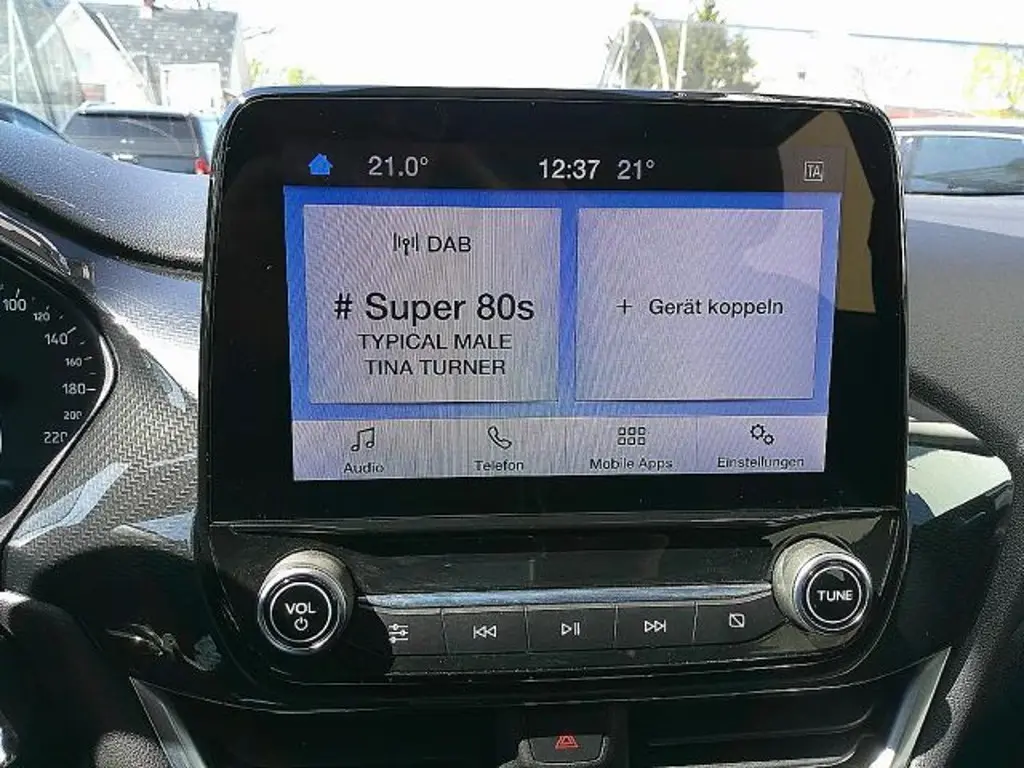 21.0° 12:37 21° TA
DAB
# Super 80s
TYPICAL MALE
TINA TURNER
+ Gerät koppeln
Audio Telefon Mobile Apps Einstellungen
100
120
140
160
180
200
220
VOL
TUNE